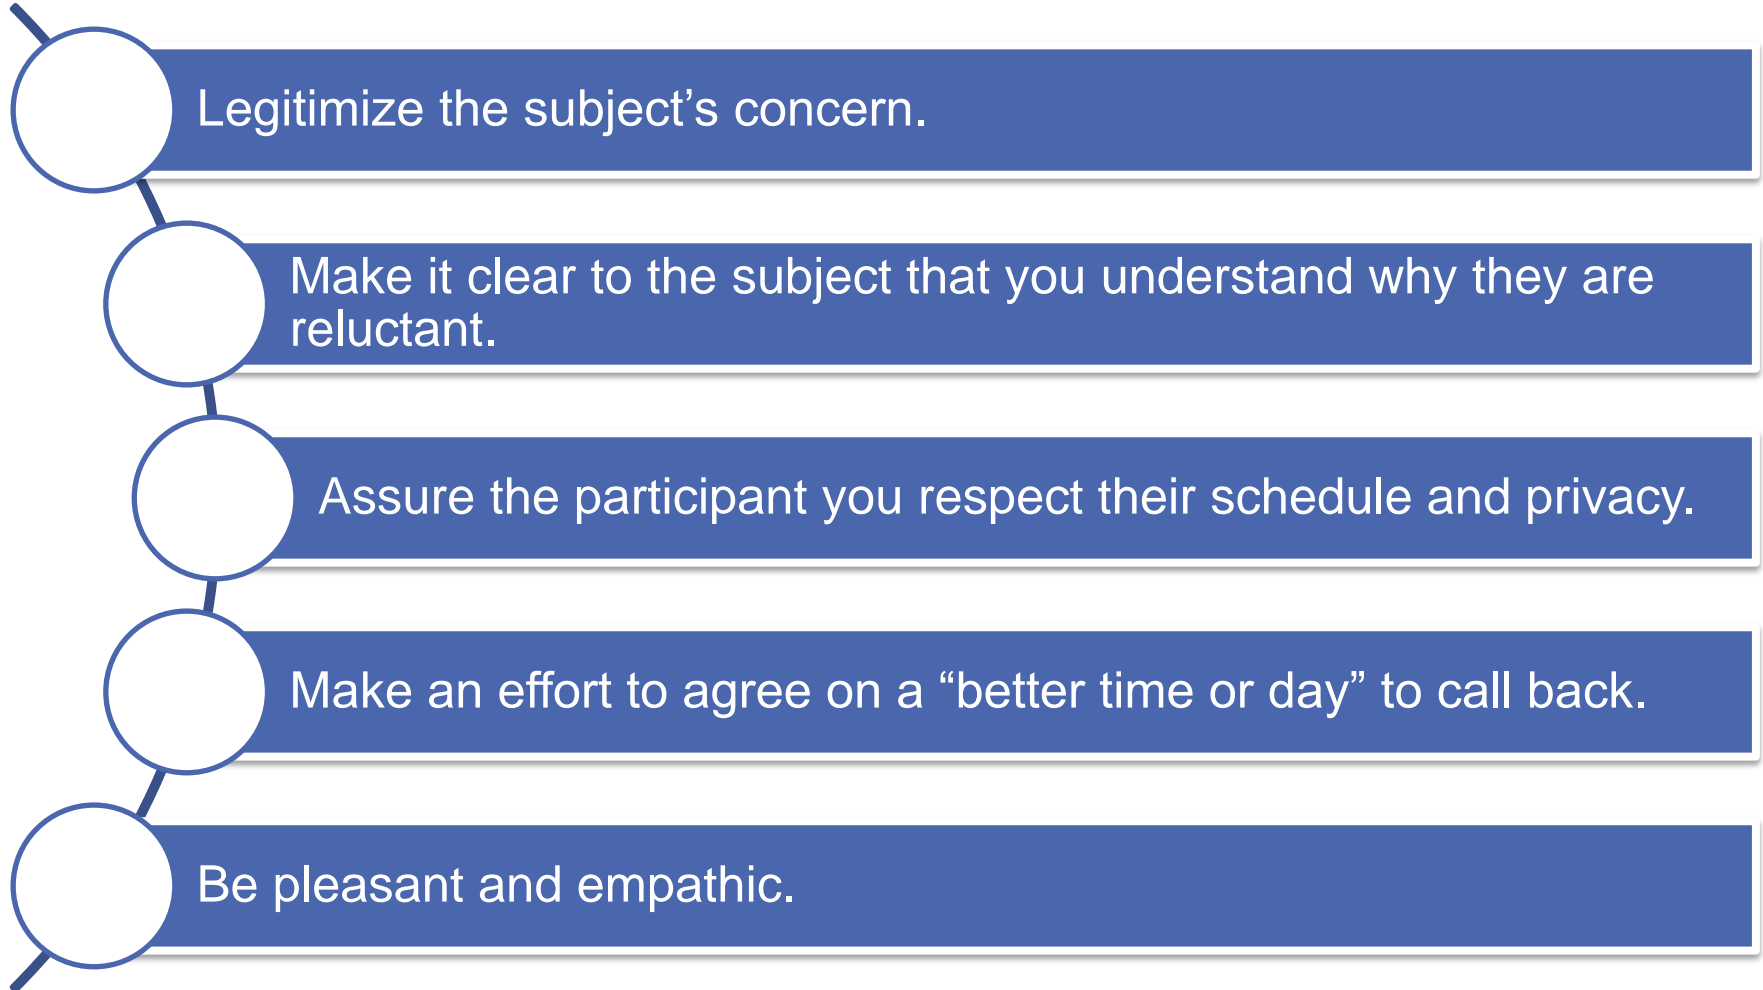 Legitimize the subject’s concern.
Make it clear to the subject that you understand why they are
reluctant.
Assure the participant you respect their schedule and privacy.
Make an effort to agree on a “better time or day” to call back.
Be pleasant and empathic.